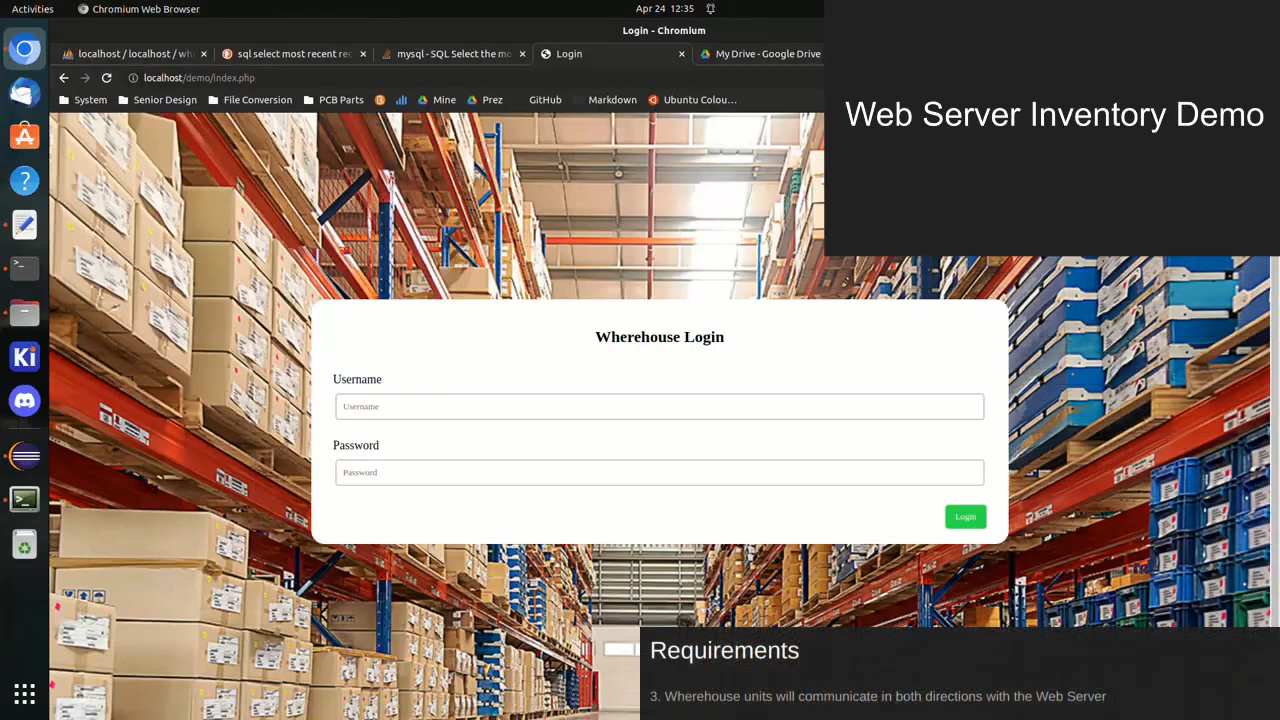 Activities
Chromium Web Browser
Apr 24 12:35
Login - Chromium
localhost / localhost / wh
sql select most recent re
mysql - SQL Select the mo
Login
My Drive - Google Drive
localhost/demo/index.php
System
Senior Design
File Conversion
PCB Parts
Mine
Prez
GitHub
Markdown
Ubuntu Colou…
Web Server Inventory Demo
Wherehouse Login
Username
Username
Password
Password
Login
Ki
Requirements
3. Wherehouse units will communicate in both directions with the Web Server